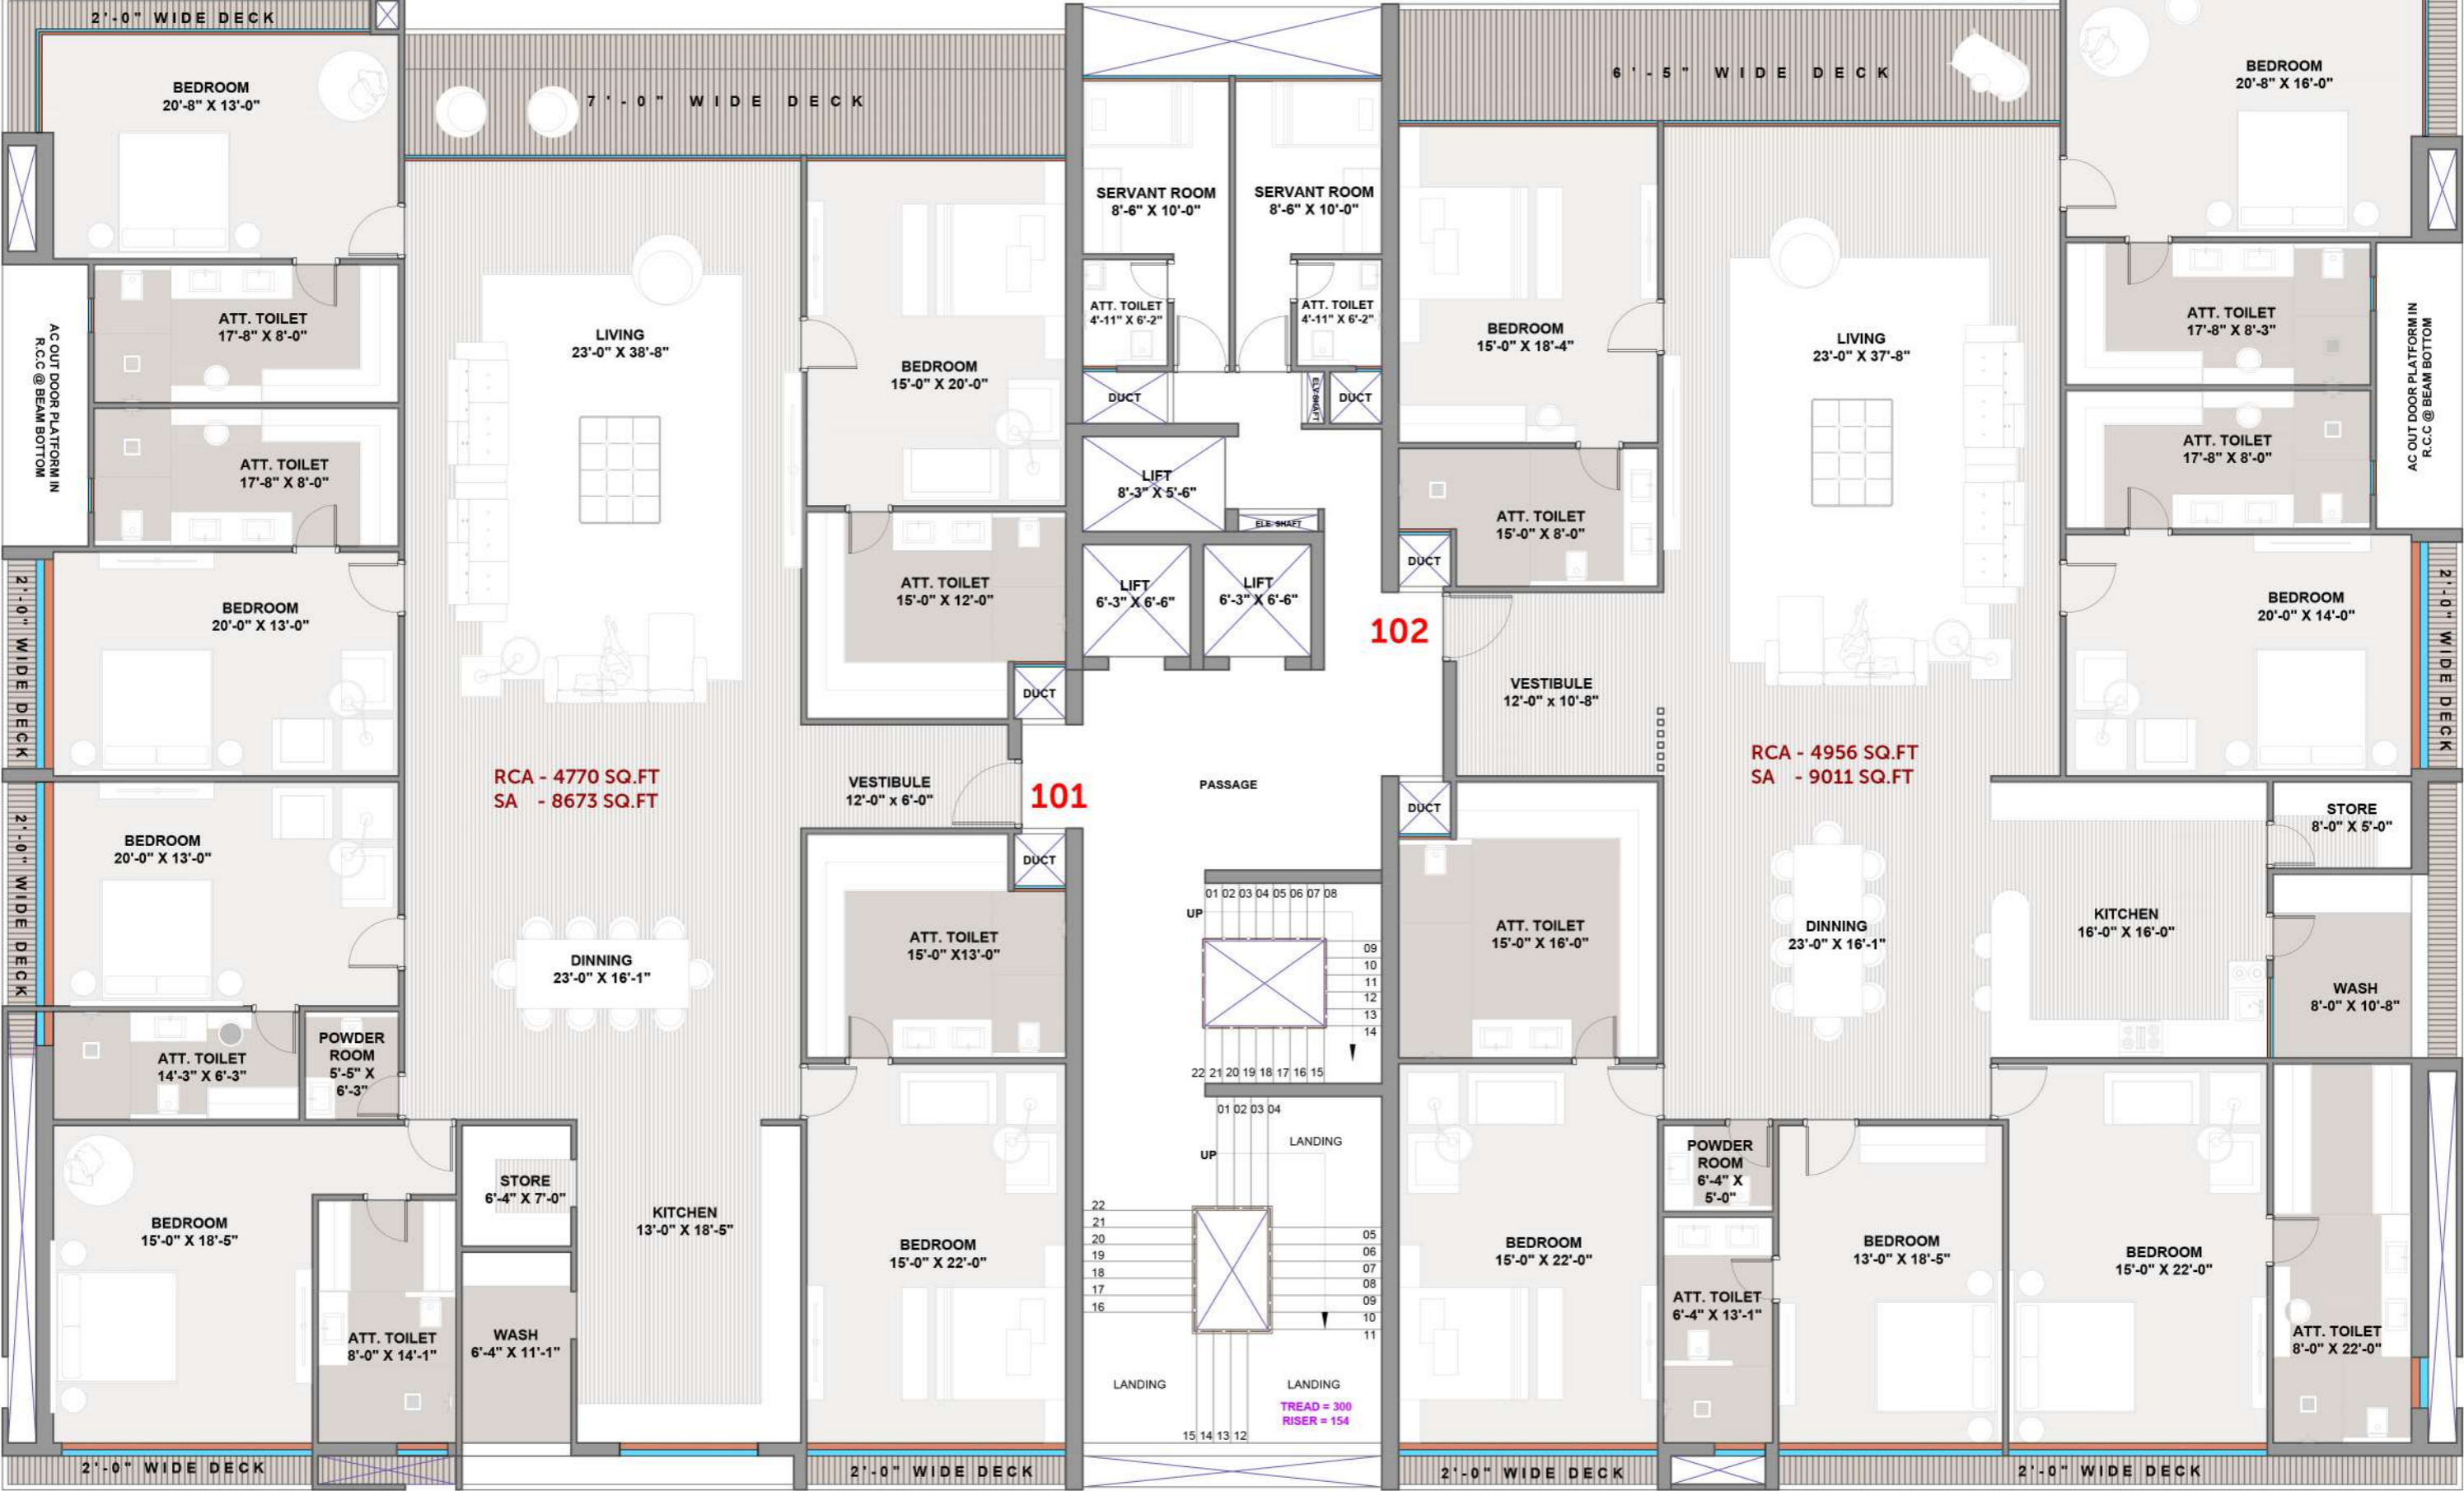 2'-0" WIDE DECK
BEDROOM
20'-8" X 13'-0"
7'-0" WIDE DECK
ATT. TOILET
17'-8" X 8'-0"
AC OUT DOOR PLATFORM IN
R.C.C @ BEAM BOTTOM
ATT. TOILET
17'-8" X 8'-0"
LIVING
23'-0" X 38'-8"
BEDROOM
15'-0" X 20'-0"
ATT. TOILET
15'-0" X 12'-0"
DUCT
2'-0" WIDE DECK
BEDROOM
20'-0" X 13'-0"
RCA - 4770 SQ.FT
SA - 8673 SQ.FT
VESTIBULE
12'-0" x 6'-0"
101
DUCT
2'-0" WIDE DECK
BEDROOM
20'-0" X 13'-0"
DINNING
23'-0" X 16'-1"
ATT. TOILET
15'-0" X13'-0"
ATT. TOILET
14'-3" X 6'-3"
POWDER
ROOM
5'-5" X
6'-3"
BEDROOM
15'-0" X 18'-5"
ATT. TOILET
8'-0" X 14'-1"
STORE
6'-4" X 7'-0"
WASH
6'-4" X 11'-1"
KITCHEN
13'-0" X 18'-5"
BEDROOM
15'-0" X 22'-0"
2'-0" WIDE DECK
2'-0" WIDE DECK
SERVANT ROOM
8'-6" X 10'-0"
SERVANT ROOM
8'-6" X 10'-0"
ATT. TOILET
4'-11" X 6'-2"
ATT. TOILET
4'-11" X 6'-2"
DUCT
ELV.SHAFT
DUCT
LIFT
8'-3" X 5'-6"
ELE. SHAFT
LIFT
6'-3" X 6'-6"
LIFT
6'-3" X 6'-6"
PASSAGE
01 02 03 04 05 06 07 08
UP
09
10
11
12
13
14
22 21 20 19 18 17 16 15
01 02 03 04
LANDING
UP
22
21
20
19
18
17
16
05
06
07
08
09
10
11
LANDING
LANDING
TREAD = 300
RISER = 154
15 14 13 12
6'-5" WIDE DECK
BEDROOM
20'-8" X 16'-0"
BEDROOM
15'-0" X 18'-4"
LIVING
23'-0" X 37'-8"
ATT. TOILET
17'-8" X 8'-3"
AC OUT DOOR PLATFORM IN
R.C.C @ BEAM BOTTOM
ATT. TOILET
17'-8" X 8'-0"
ATT. TOILET
15'-0" X 8'-0"
DUCT
102
VESTIBULE
12'-0" x 10'-8"
BEDROOM
20'-0" X 14'-0"
2'-0" WIDE DECK
RCA - 4956 SQ.FT
SA - 9011 SQ.FT
DUCT
STORE
8'-0" X 5'-0"
ATT. TOILET
15'-0" X 16'-0"
DINNING
23'-0" X 16'-1"
KITCHEN
16'-0" X 16'-0"
WASH
8'-0" X 10'-8"
POWDER
ROOM
6'-4" X
5'-0"
BEDROOM
15'-0" X 22'-0"
ATT. TOILET
6'-4" X 13'-1"
BEDROOM
13'-0" X 18'-5"
BEDROOM
15'-0" X 22'-0"
ATT. TOILET
8'-0" X 22'-0"
2'-0" WIDE DECK
2'-0" WIDE DECK